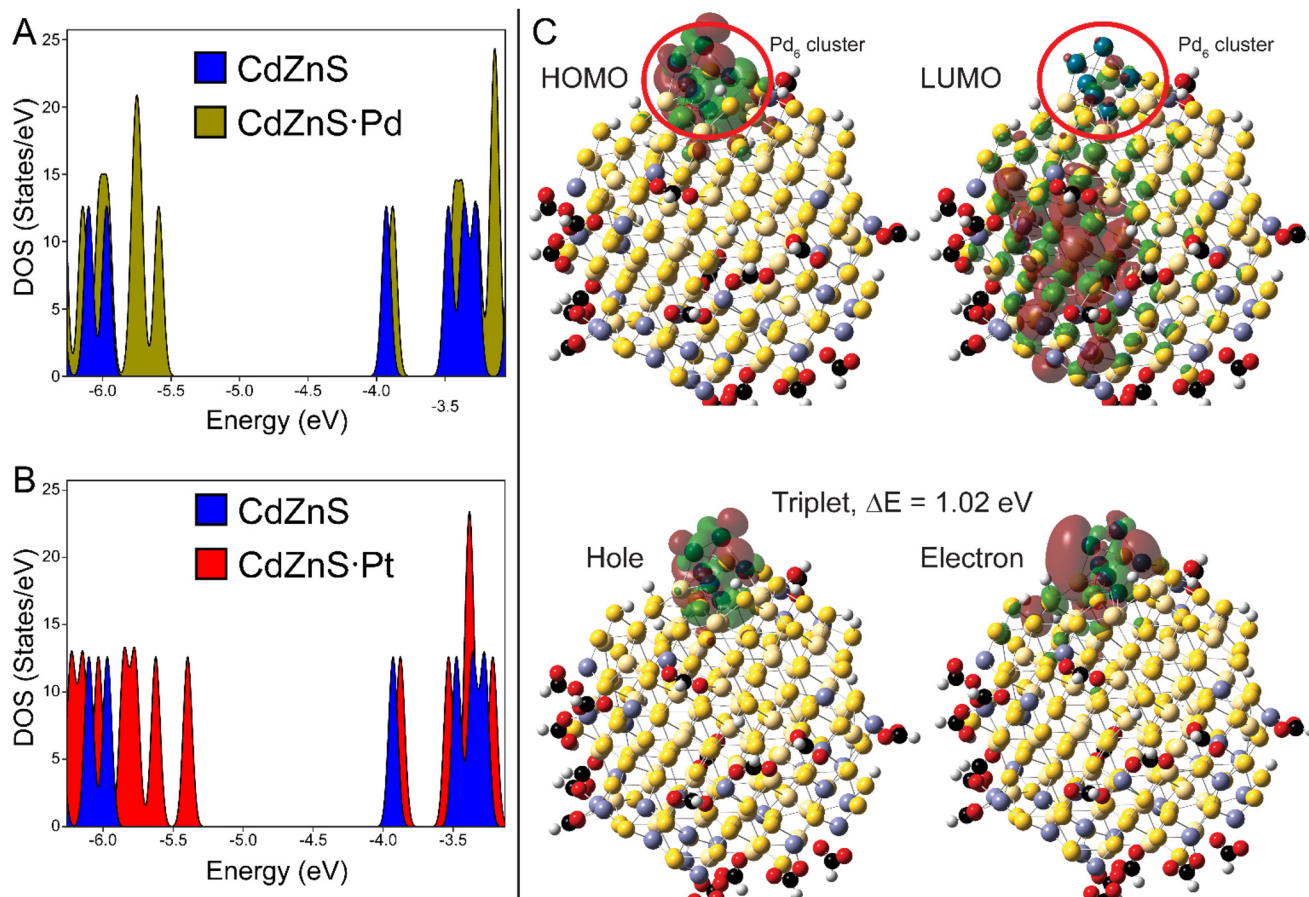 A
25
20
15
10
5
0
DOS (States/eV)
CdZnS
CdZnS·Pd
-6.0
-5.5
-5.0
-4.5
-4.0
-3.5
Energy (eV)
B
25
20
15
10
5
0
DOS (States/eV)
CdZnS
CdZnS·Pt
-6.0
-5.5
-5.0
-4.5
-4.0
-3.5
Energy (eV)
C
HOMO
Pd6 cluster
LUMO
Pd6 cluster
Triplet, ΔE = 1.02 eV
Hole
Electron